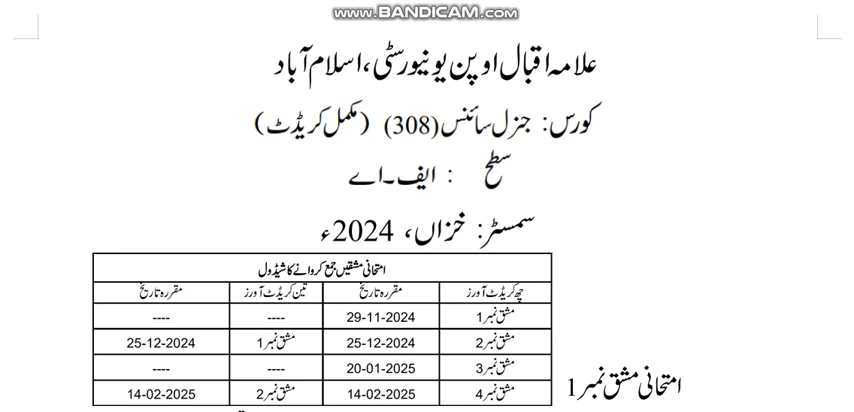 www.BANDICAM.com
علامہ اقبال اوپن یونیورسٹی، اسلام آباد
کورس: جنرل سائنس (308) (مکمل کریڈٹ)
سطح : ایف۔اے
سمسٹر: خزاں، 2024ء
امتحانی مشقیں جمع کروانے کا شیڈول
چھ کریڈٹ آورز مقررہ تاریخ تین کریڈٹ آورز مقررہ تاریخ
مشق نمبر 1 29-11-2024 ---- ----
مشق نمبر 2 25-12-2024 مشق نمبر 1 25-12-2024
مشق نمبر 3 20-01-2025 ---- ----
مشق نمبر 4 14-02-2025 مشق نمبر 2 14-02-2025
امتحانی مشق نمبر 1